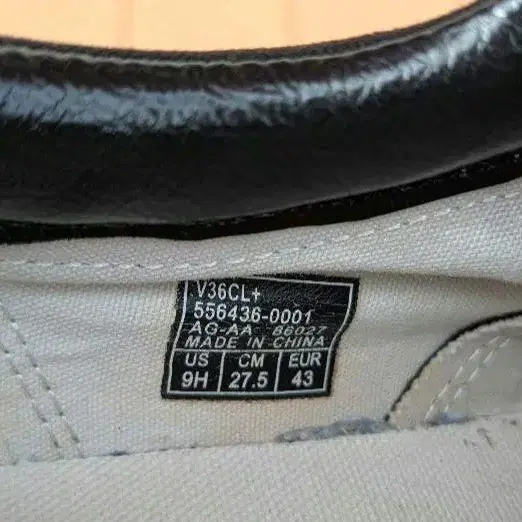 V36CL+
556436-0001
AG-AA 86027
MADE IN CHINA
US CM EUR
9H 27.5 43